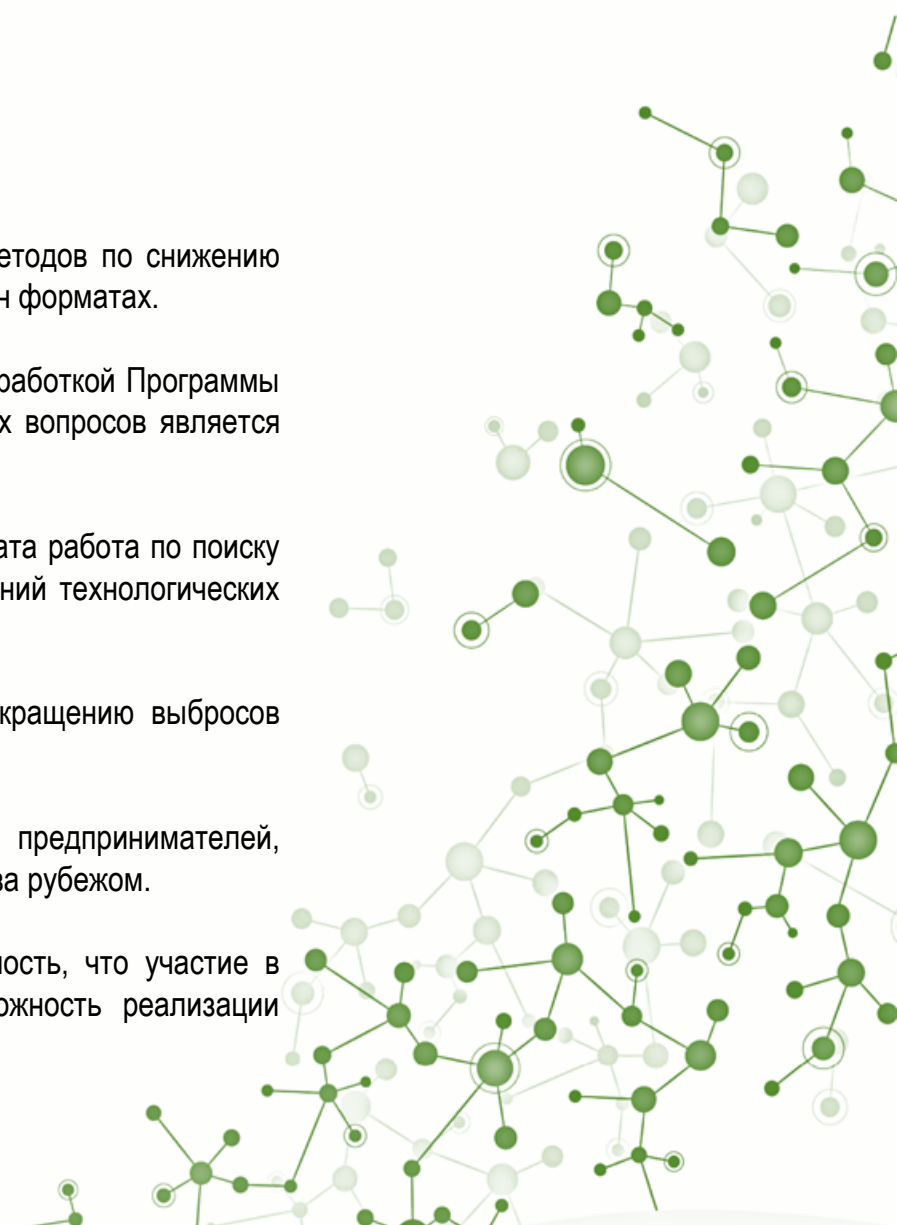 етодов по снижению
н форматах.
работкой Программы
х вопросов является
ата работа по поиску
ний технологических
кращению выбросов
предпринимателей,
за рубежом.
ность, что участие в
ожность реализации